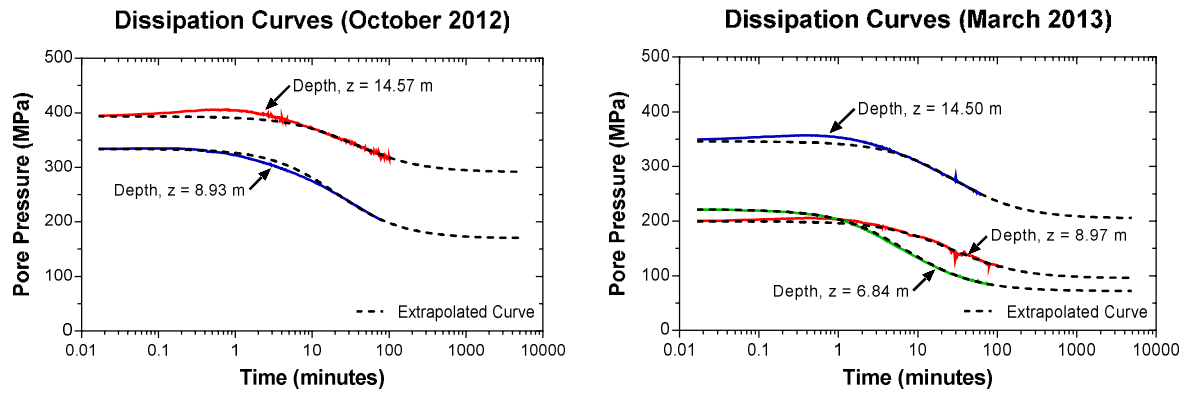 Dissipation Curves (October 2012)
500
400
300
200
100
0
Pore Pressure (MPa)
Depth, z = 14.57 m
Depth, z = 8.93 m
Extrapolated Curve
0.01 0.1 1 10 100 1000 10000
Time (minutes)
Dissipation Curves (March 2013)
500
400
300
200
100
0
Pore Pressure (MPa)
Depth, z = 14.50 m
Depth, z = 8.97 m
Depth, z = 6.84 m
Extrapolated Curve
0.01 0.1 1 10 100 1000 10000
Time (minutes)